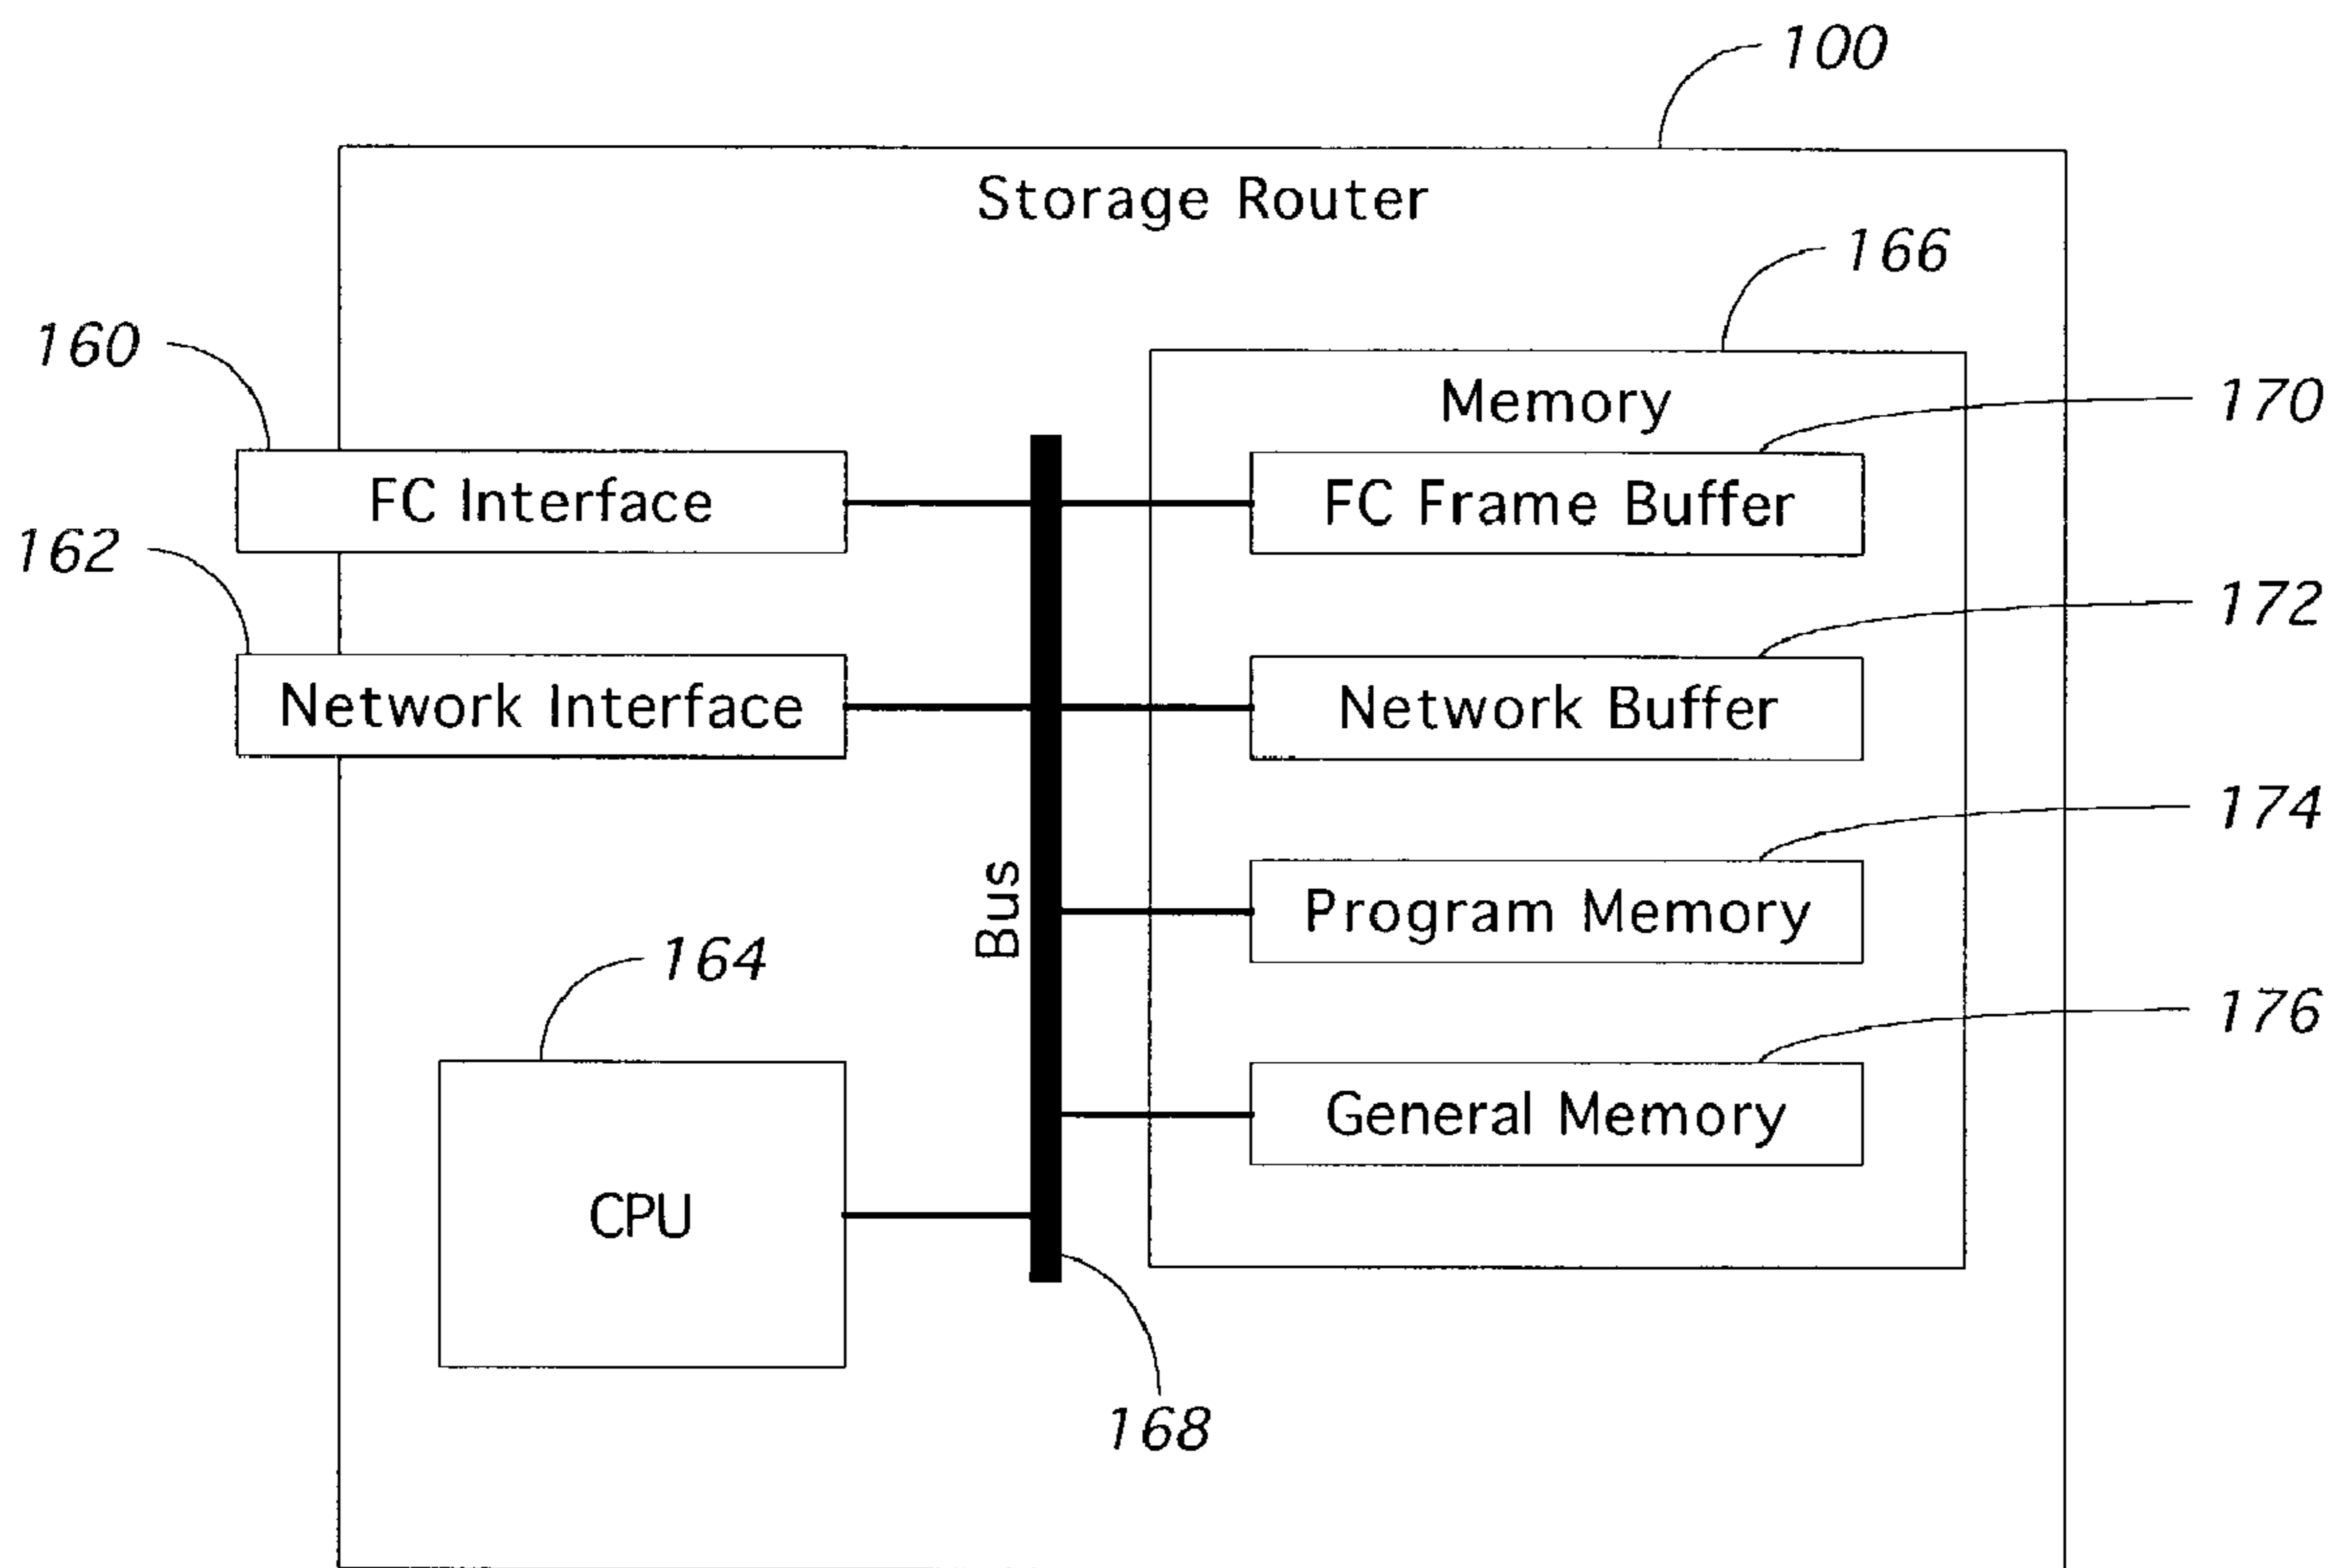 100
Storage Router
166
160
Memory
170
FC Interface
FC Frame Buffer
162
172
Network Interface
Network Buffer
174
Bus
Program Memory
164
176
General Memory
CPU
168